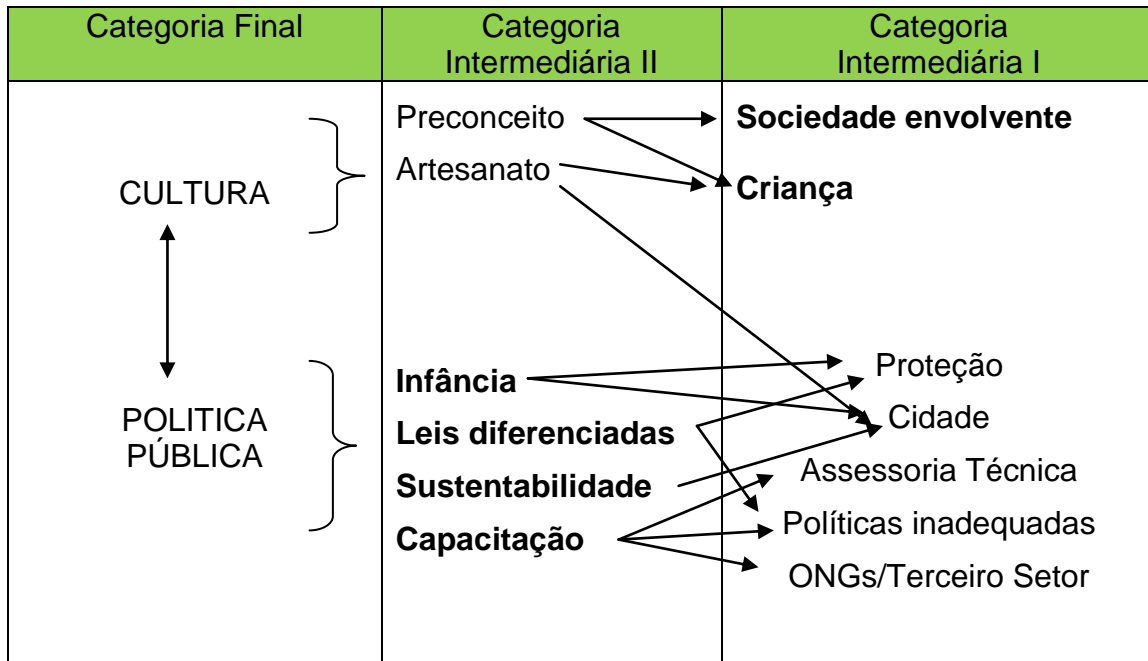 Categoria Final
Categoria
Intermediária II
Categoria
Intermediária I
CULTURA
Preconceito
Artesanato
Sociedade envolvente
Criança
POLITICA
PÚBLICA
Infância
Leis diferenciadas
Sustentabilidade
Capacitação
Proteção
Cidade
Assessoria Técnica
Políticas inadequadas
ONGs/Terceiro Setor